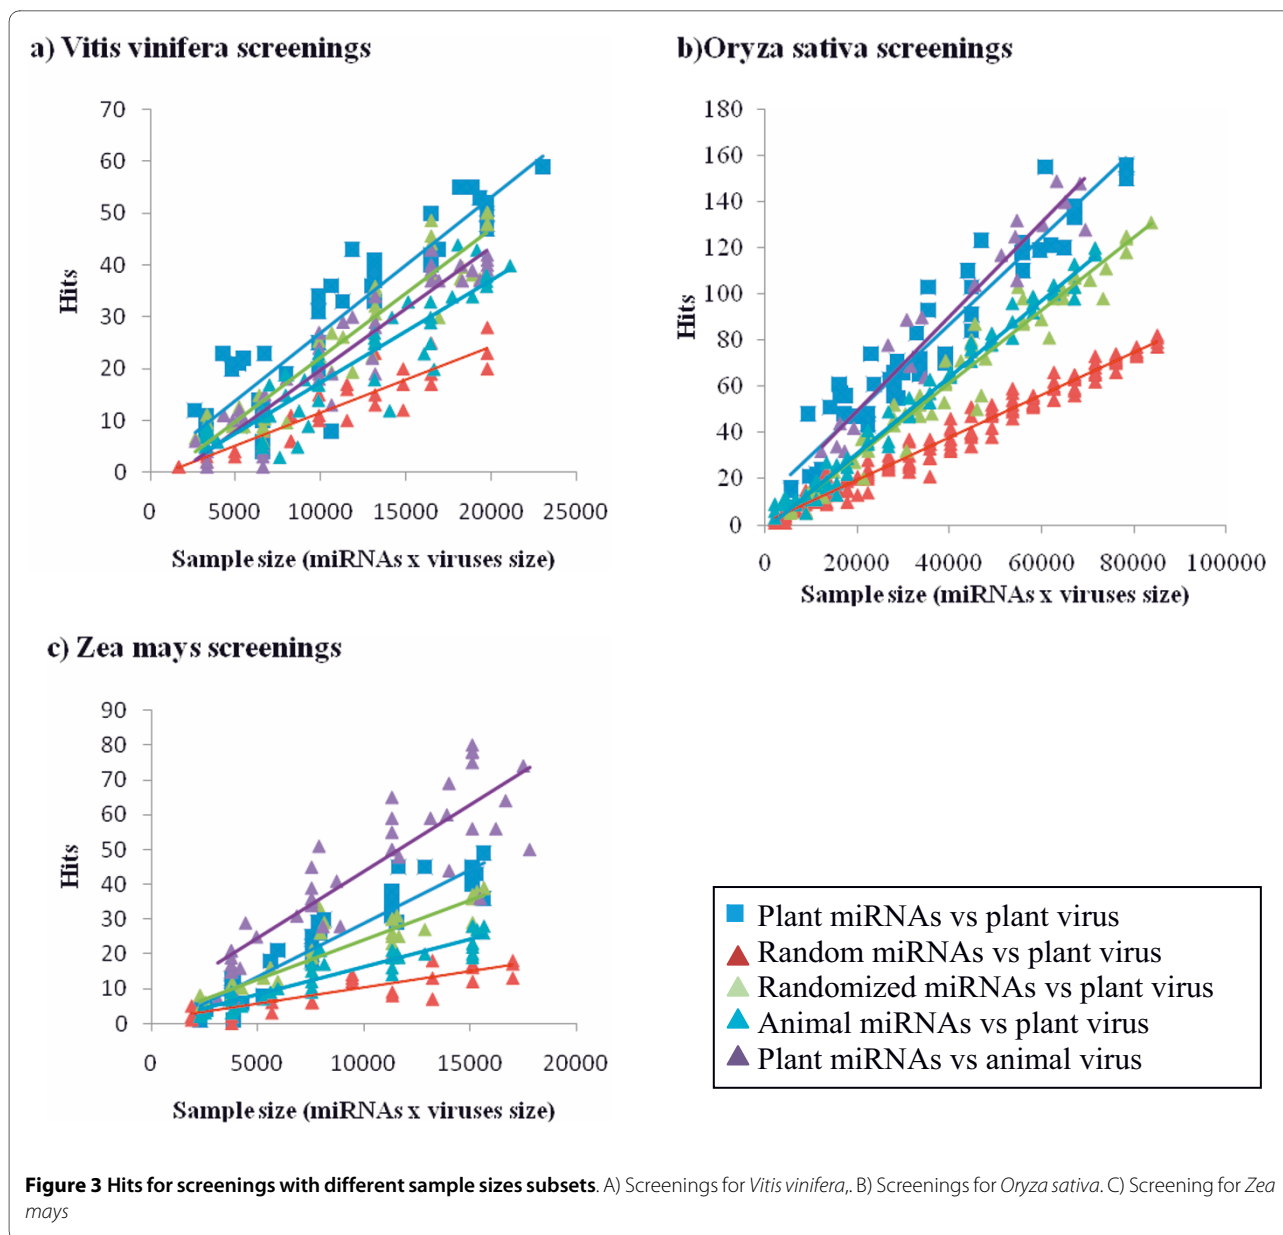 a) Vitis vinifera screenings
70
60
50
40
30
20
10
0
Hits
0 5000 10000 15000 20000 25000
Sample size (miRNAs x viruses size)
b)Oryza sativa screenings
180
160
140
120
100
80
60
40
20
0
Hits
0 20000 40000 60000 80000 100000
Sample size (miRNAs x viruses size)
c) Zea mays screenings
90
80
70
60
50
40
30
20
10
0
Hits
0 5000 10000 15000 20000
Sample size (miRNAs x viruses size)
Plant miRNAs vs plant virus
Random miRNAs vs plant virus
Randomized miRNAs vs plant virus
Animal miRNAs vs plant virus
Plant miRNAs vs animal virus
Figure 3 Hits for screenings with different sample sizes subsets. A) Screenings for Vitis vinifera,. B) Screenings for Oryza sativa. C) Screening for Zea
mays